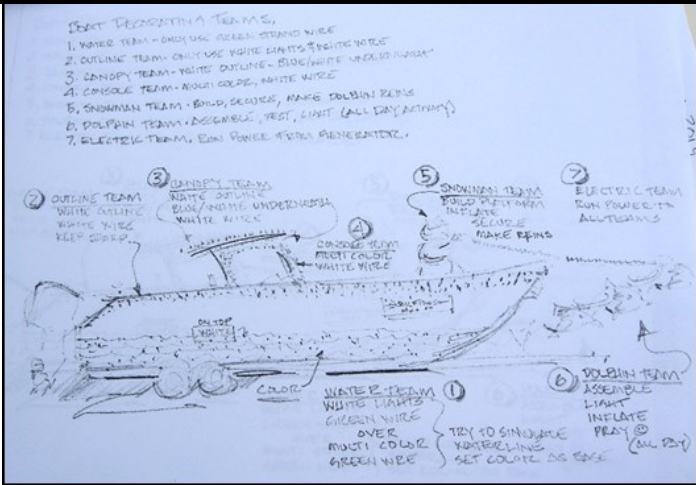 BOAT DECORATING TEAMS.
1. WATER TEAM - ONLY USE GREEN STRAND WIRE
2. OUTLINE TEAM - ONLY USE WHITE LIGHTS & WHITE WIRE
3. CANOPY TEAM - WHITE OUTLINE - BLUE/WHITE UNDERNEATH
4. CONSOLE TEAM - MULTI COLOR, WHITE WIRE
5. SNOWMAN TEAM - BUILD, SECURE, MAKE DOLPHIN REINS
6. DOLPHIN TEAM - ASSEMBLE, TEST, LIGHT (ALL DAY ACTIVITY)
7. ELECTRIC TEAM. RUN POWER FROM GENERATOR.
2 OUTLINE TEAM
WHITE OUTLINE
WHITE WIRE
KEEP SHARP
3 CANOPY TEAM
WHITE OUTLINE
BLUE/WHITE UNDERNEATH
WHITE WIRE
4
CONSOLE TEAM
MULTI COLOR
WHITE WIRE
5
SNOWMAN TEAM
BUILD PLATFORM
INFLATE
SECURE
MAKE REINS
7
ELECTRIC TEAM
RUN POWER TO
ALL TEAMS
ON TOP
WHITE
COLOR
WATER TEAM 1
WHITE LIGHTS
GREEN WIRE
OVER
MULTI COLOR
GREEN WIRE
TRY TO SIMULATE
WATERLINE
SET COLOR AS BASE
6 DOLPHIN TEAM
ASSEMBLE
LIGHT
INFLATE
PRAY
(ALL DAY)